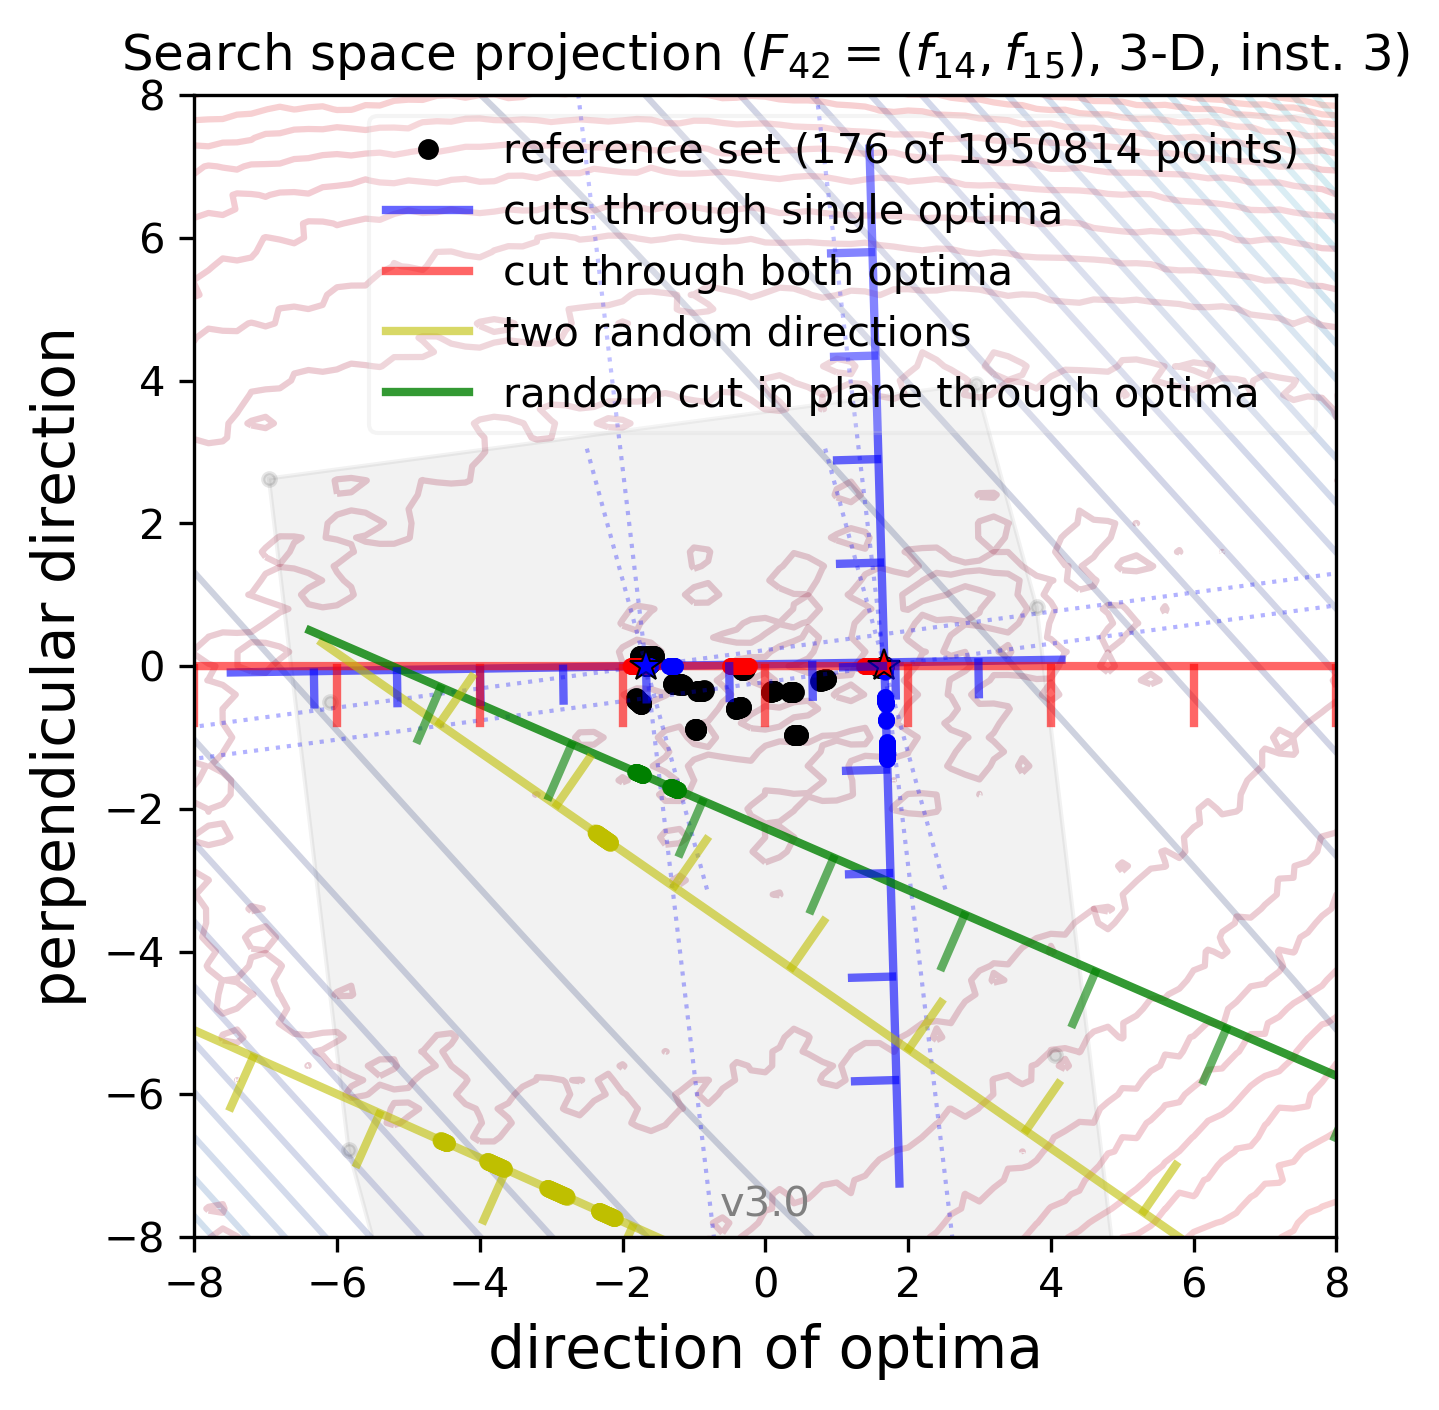 Search space projection (F₄₂ = (f₁₄, f₁₅), 3-D, inst. 3)
8
6
4
2
0
−2
−4
−6
−8
perpendicular direction
reference set (176 of 1950814 points)
cuts through single optima
cut through both optima
two random directions
random cut in plane through optima
v3.0
−8 −6 −4 −2 0 2 4 6 8
direction of optima